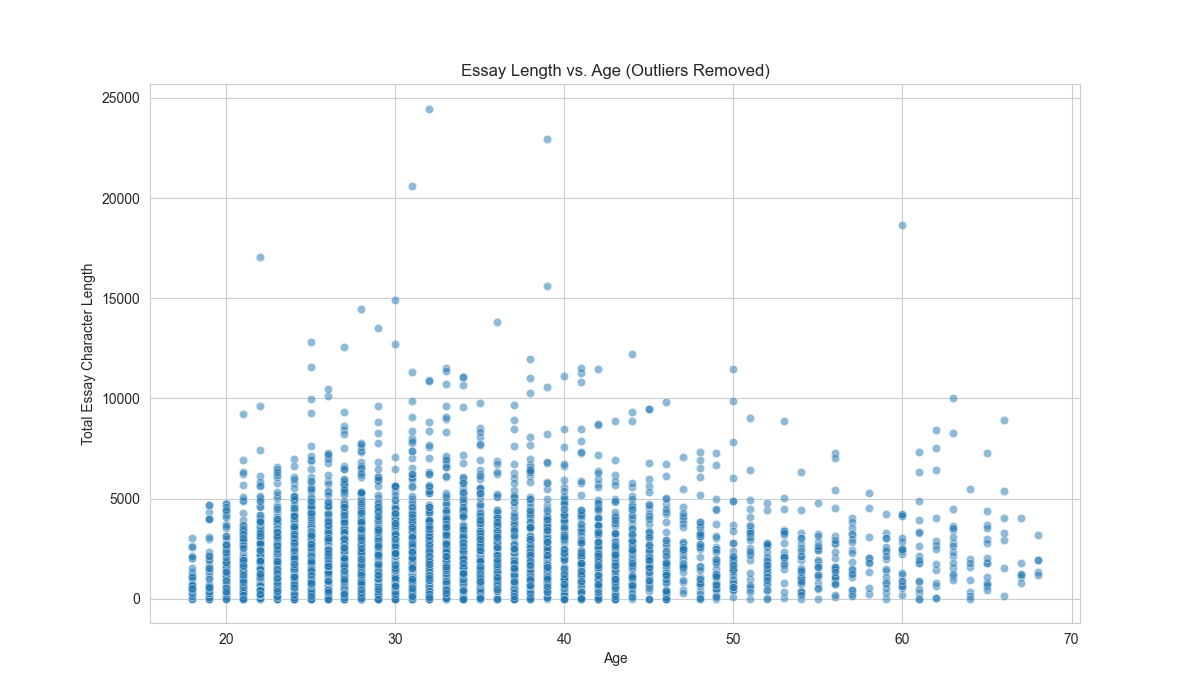 Essay Length vs. Age (Outliers Removed)
25000
20000
15000
10000
5000
0
Total Essay Character Length
20 30 40 50 60 70
Age